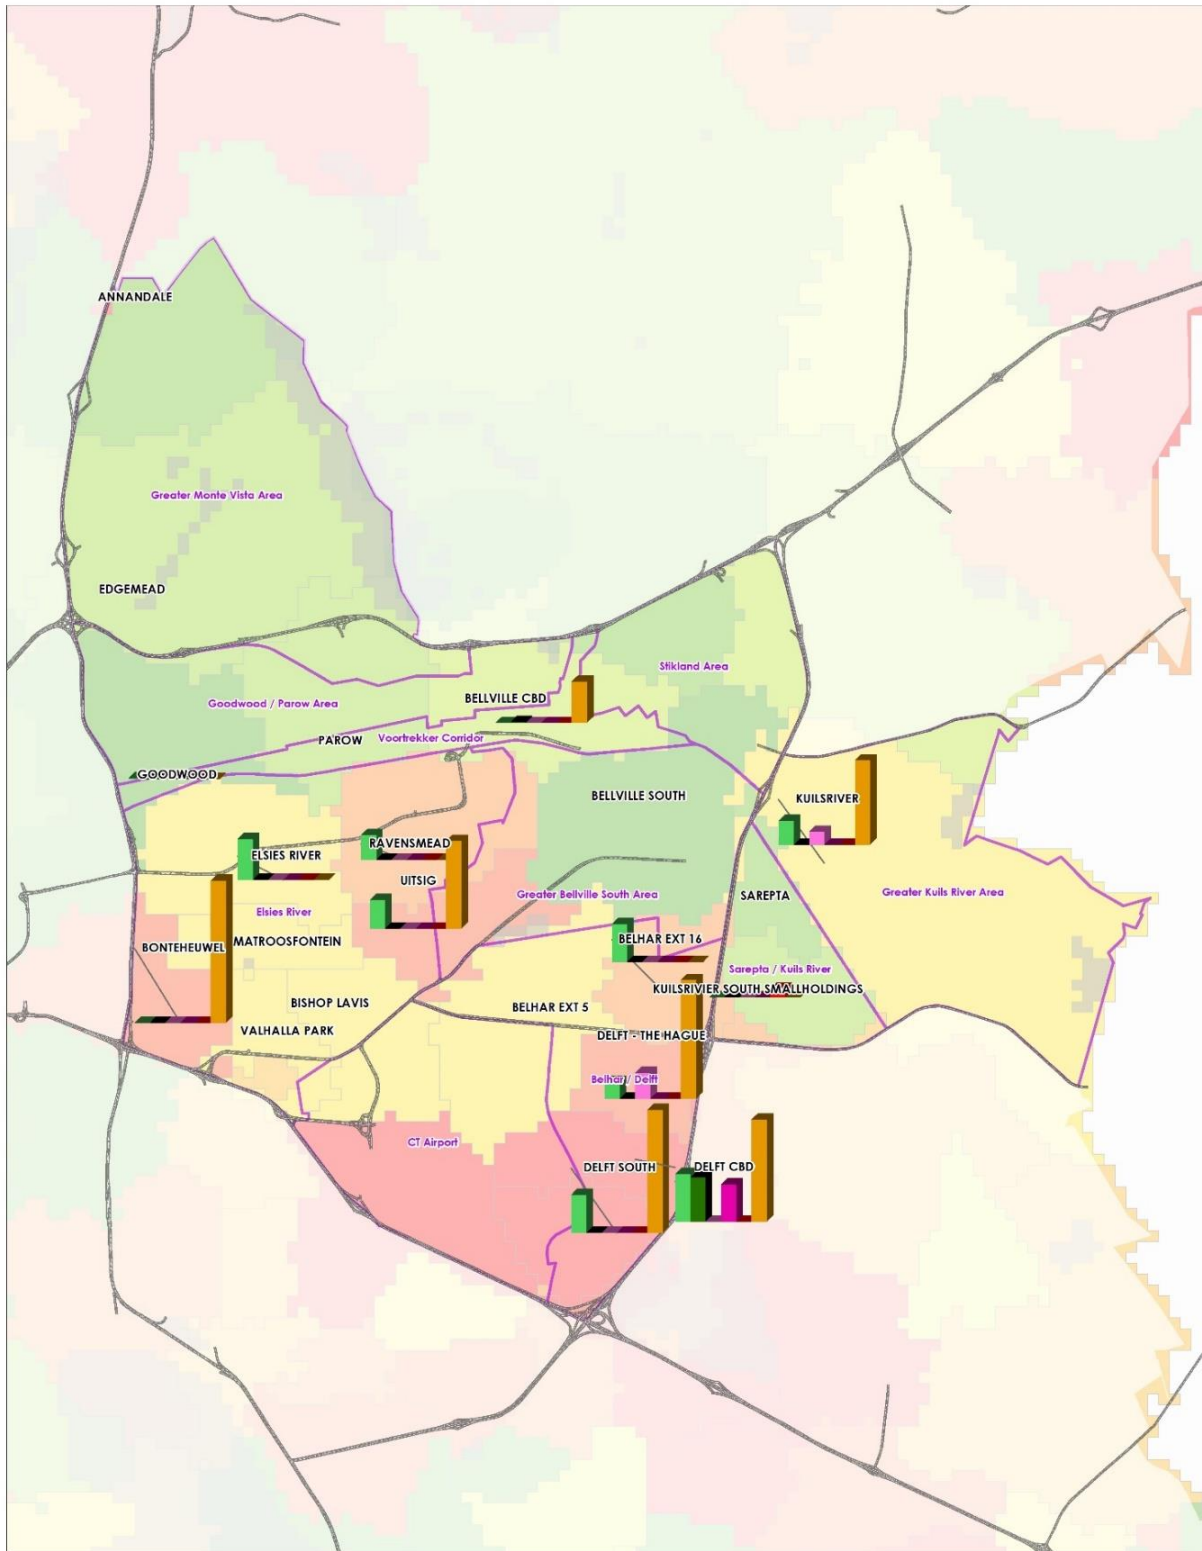 ANNANDALE
Greater Monte Vista Area
EDGEMEAD
Stikland Area
BELLVILLE CBD
Goodwood / Parow Area
PAROW
Voortrekker Corridor
GOODWOOD
BELLVILLE SOUTH
KUILSRIVER
RAVENSMEAD
ELSIES RIVER
UITSIG
Greater Bellville South Area
SAREPTA
Greater Kuils River Area
Elsies River
BELHAR EXT 16
MATROOSFONTEIN
BONTEHEUWEL
Sarepta / Kuils River
KUILSRIVIER SOUTH SMALLHOLDINGS
BISHOP LAVIS
BELHAR EXT 5
VALHALLA PARK
DELFT - THE HAGUE
Belhar / Delft
CT Airport
DELFT SOUTH
DELFT CBD